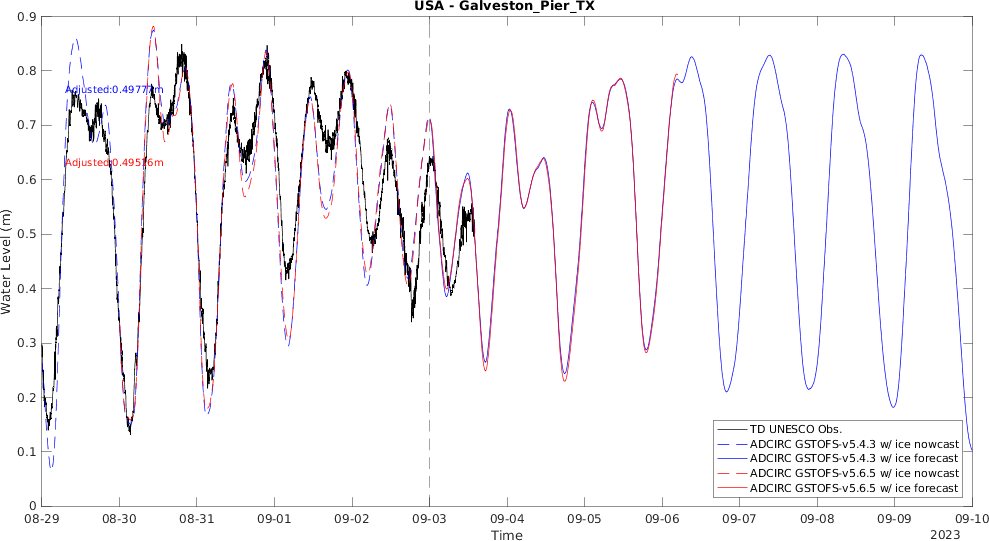 USA - Galveston_Pier_TX
0.9
0.8
0.7
0.6
0.5
0.4
0.3
0.2
0.1
0
Water Level (m)
Adjusted:0.49777m
Adjusted:0.49516m
TD UNESCO Obs.
ADCIRC GSTOFS-v5.4.3 w/ ice nowcast
ADCIRC GSTOFS-v5.4.3 w/ ice forecast
ADCIRC GSTOFS-v5.6.5 w/ ice nowcast
ADCIRC GSTOFS-v5.6.5 w/ ice forecast
08-29 08-30 08-31 09-01 09-02 09-03 09-04 09-05 09-06 09-07 09-08 09-09 09-10
Time
2023